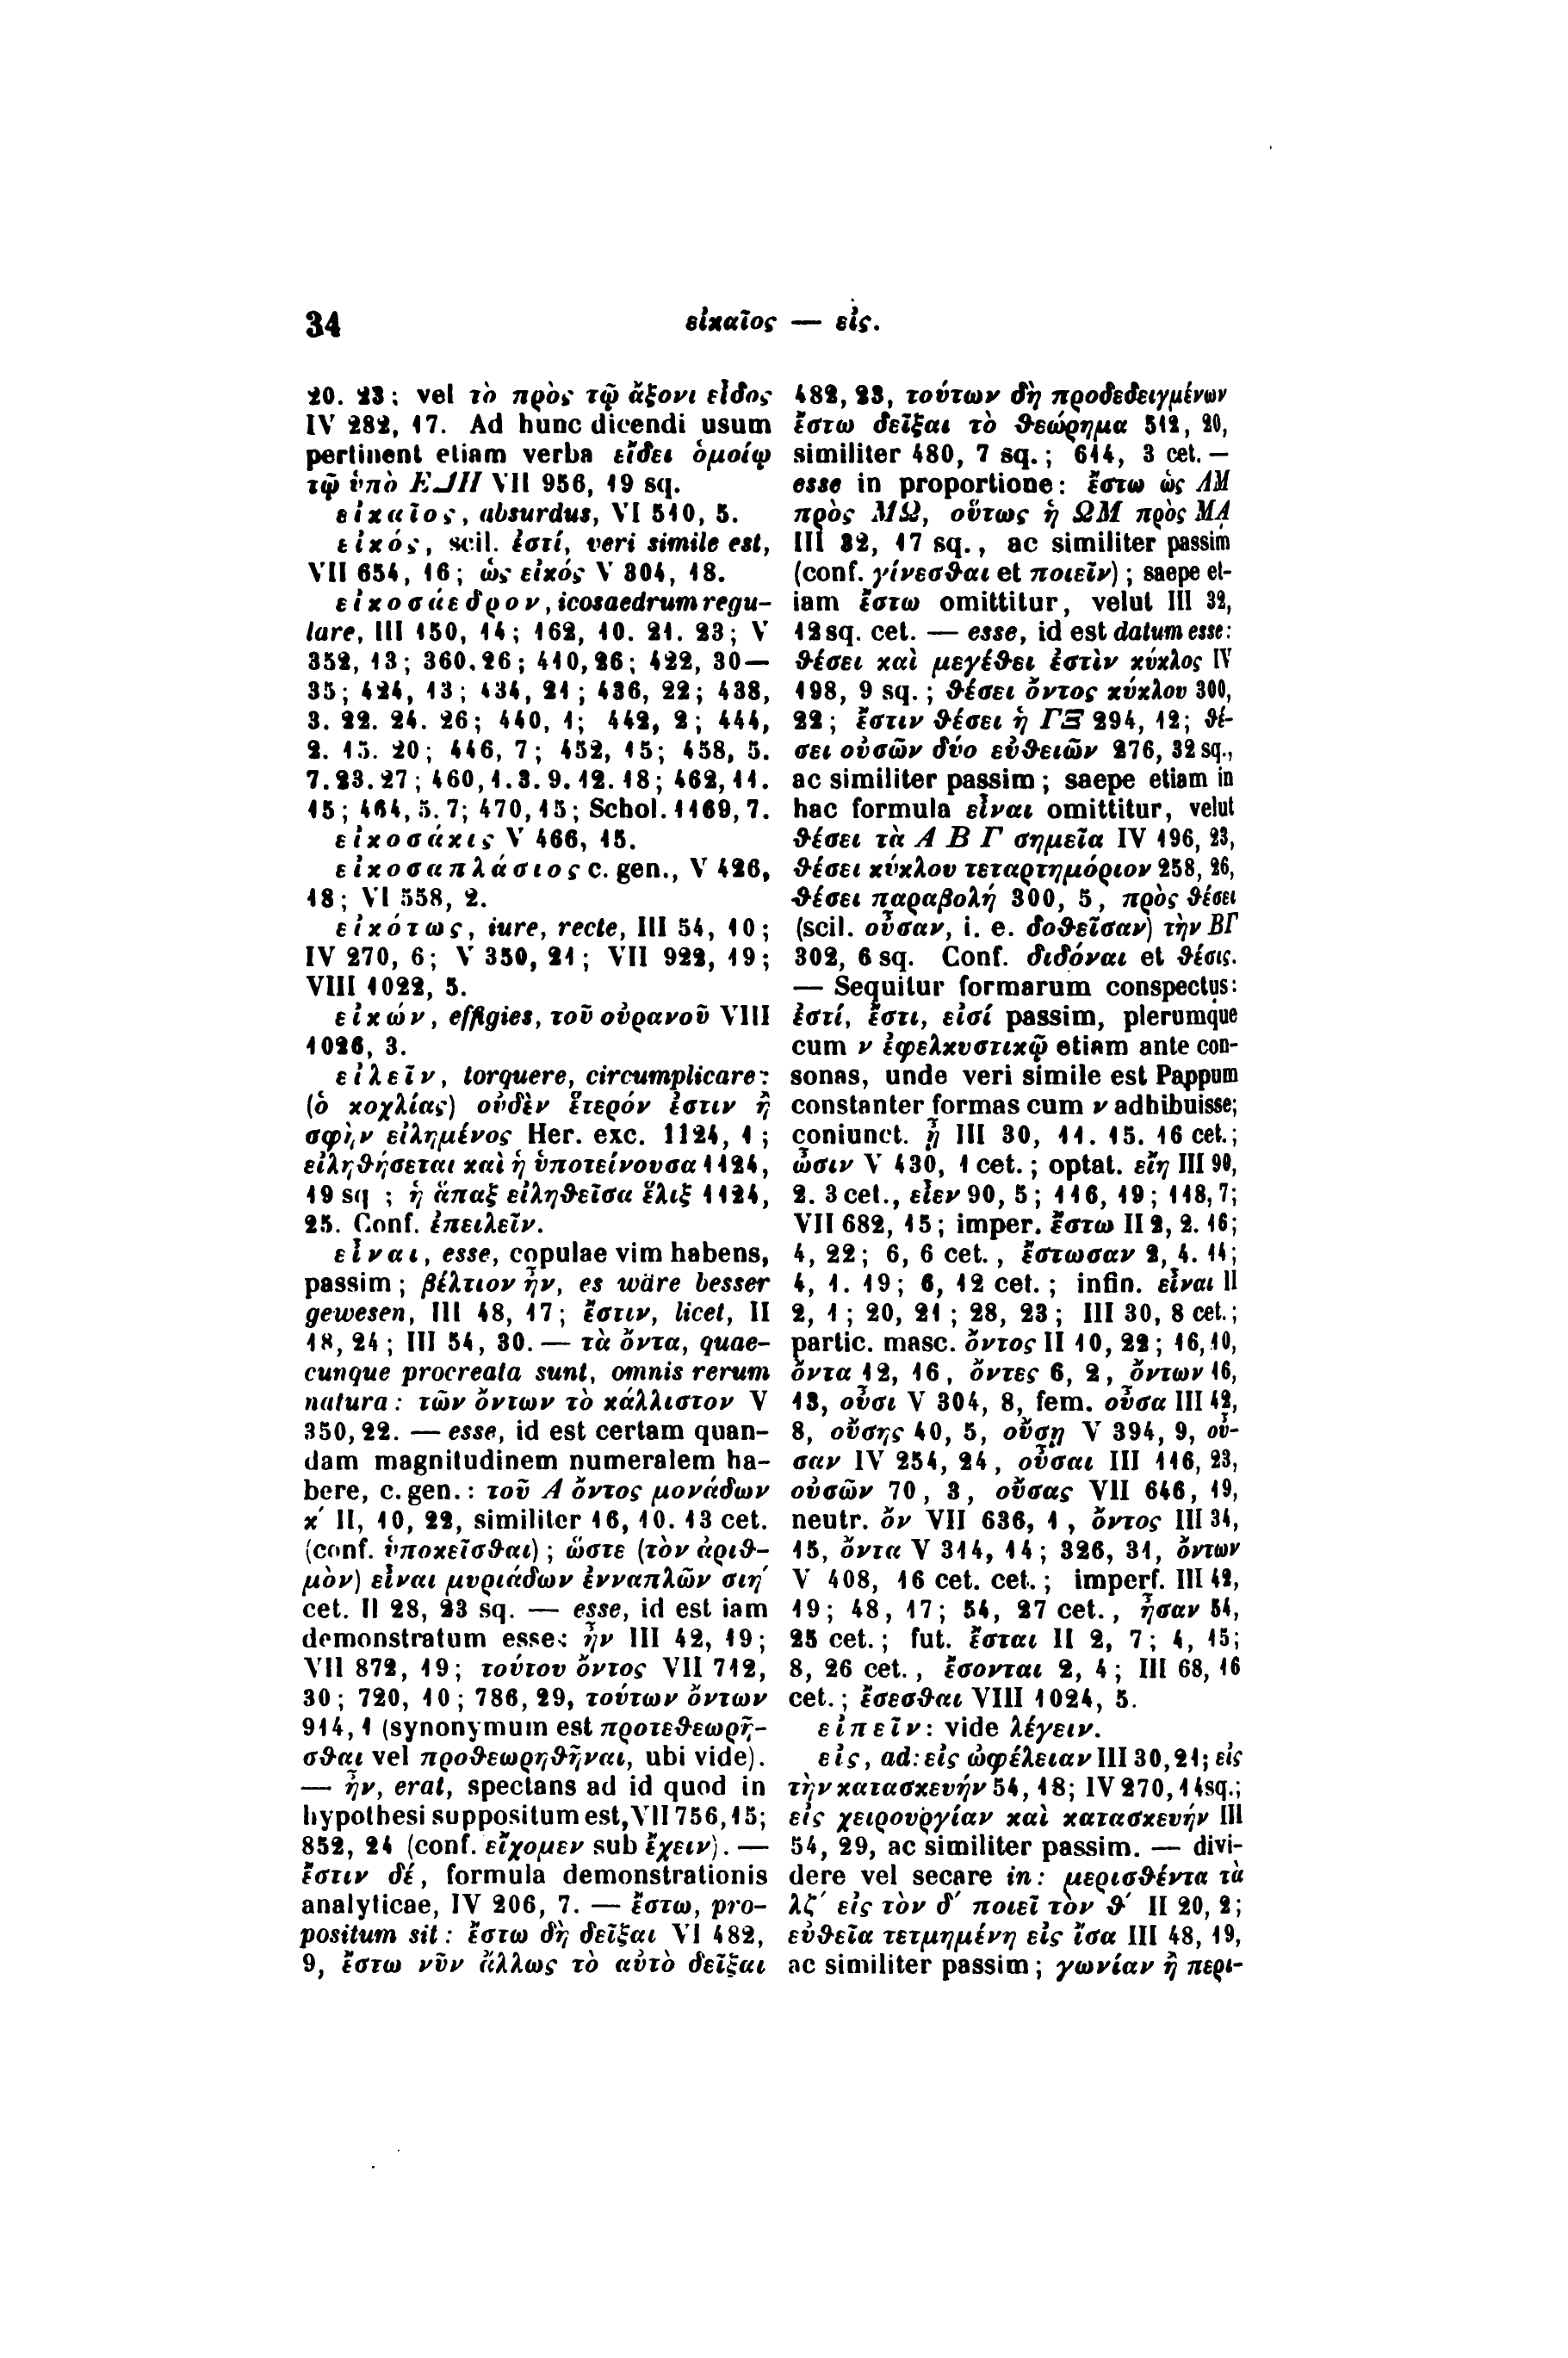 34
εἰκαῖος — εἰς.
20. 23; vel τὸ πρὸς τῷ ἄξονι εἶδος
IV 282, 17. Ad hunc dicendi usum
pertinent etiam verba εἴδει ὁμοίῳ
τῷ ὑπὸ ΕΔΠ VII 956, 19 sq.
εἰκαῖος, absurdus, VI 510, 5.
εἰκός, scil. ἐστί, veri simile est,
VII 654, 16; ὡς εἰκός V 304, 18.
εἰκοσάεδρον, icosaedrum regu-
lare, III 150, 14; 162, 10. 21. 23; V
352, 13; 360, 26; 410, 26; 422, 30—
35; 424, 13; 434, 21; 436, 22; 438,
3. 22. 24. 26; 440, 1; 442, 2; 444,
2. 15. 20; 446, 7; 452, 15; 458, 5.
7. 23. 27; 460, 1. 3. 9. 12. 18; 462, 11.
15; 464, 5. 7; 470, 15; Schol. 1169, 7.
εἰκοσάκις V 466, 15.
εἰκοσαπλάσιος c. gen., V 426,
18; VI 558, 2.
εἰκότως, iure, recte, III 54, 10;
IV 270, 6; V 350, 21; VII 922, 19;
VIII 1022, 5.
εἰκών, effigies, τοῦ οὐρανοῦ VIII
1026, 3.
εἰλεῖν, torquere, circumplicare:
(ὁ κοχλίας) οὐδὲν ἕτερόν ἐστιν ἢ
σφὴν εἰλημένος Her. exc. 1124, 1;
εἰληθήσεται καὶ ἡ ὑποτείνουσα 1124,
19 sq; ἡ ἅπαξ εἰληθεῖσα ἕλιξ 1124,
25. Conf. ἐπειλεῖν.
εἶναι, esse, copulae vim habens,
passim; βέλτιον ἦν, es wäre besser
gewesen, III 48, 17; ἔστιν, licet, II
18, 24; III 54, 30. — τὰ ὄντα, quae-
cunque procreata sunt, omnis rerum
natura: τῶν ὄντων τὸ κάλλιστον V
350, 22. — esse, id est certam quan-
dam magnitudinem numeralem ha-
bere, c. gen.: τοῦ Α ὄντος μονάδων
κ′ II, 10, 22, similiter 16, 10. 13 cet.
(conf. ὑποκεῖσθαι); ὥστε (τὸν ἀριθ-
μὸν) εἶναι μυριάδων ἐνναπλῶν σιη′
cet. II 28, 23 sq. — esse, id est iam
demonstratum esse: ἦν III 42, 19;
VII 872, 19; τούτου ὄντος VII 712,
30; 720, 10; 786, 29, τούτων ὄντων
914, 1 (synonymum est προτεθεωρῆ-
σθαι vel προθεωρηθῆναι, ubi vide).
— ἦν, erat, spectans ad id quod in
hypothesi suppositum est, VII 756, 15;
852, 24 (conf. εἴχομεν sub ἔχειν). —
ἔστιν δέ, formula demonstrationis
analyticae, IV 206, 7. — ἔστω, pro-
positum sit: ἔστω δὴ δεῖξαι VI 482,
9, ἔστω νῦν ἄλλως τὸ αὐτὸ δεῖξαι
482, 23, τούτων δὴ προδεδειγμένων
ἔστω δεῖξαι τὸ θεώρημα 512, 20,
similiter 480, 7 sq.; 614, 3 cet. —
esse in proportione: ἔστω ὡς ΛΜ
πρὸς ΜΩ, οὕτως ἡ ΩΜ πρὸς ΜΑ
III 32, 17 sq., ac similiter passim
(conf. γίνεσθαι et ποιεῖν); saepe et-
iam ἔστω omittitur, velut III 32,
12 sq. cet. — esse, id est datum esse:
θέσει καὶ μεγέθει ἐστὶν κύκλος IV
198, 9 sq.; θέσει ὄντος κύκλου 300,
22; ἔστιν θέσει ἡ ΓΞ 294, 12; θέ-
σει οὐσῶν δύο εὐθειῶν 276, 32 sq.,
ac similiter passim; saepe etiam in
hac formula εἶναι omittitur, velut
θέσει τὰ Α Β Γ σημεῖα IV 196, 23,
θέσει κύκλου τεταρτημόριον 258, 26,
θέσει παραβολή 300, 5, πρὸς θέσει
(scil. οὖσαν, i. e. δοθεῖσαν) τὴν ΒΓ
302, 6 sq. Conf. διδόναι et θέσις.
— Sequitur formarum conspectus:
ἐστί, ἔστι, εἰσί passim, plerumque
cum ν ἐφελκυστικῷ etiam ante con-
sonas, unde veri simile est Pappum
constanter formas cum ν adhibuisse;
coniunct. ᾖ III 30, 11. 15. 16 cet.;
ὦσιν V 430, 1 cet.; optat. εἴη III 90,
2. 3 cet., εἶεν 90, 5; 116, 19; 118, 7;
VII 682, 15; imper. ἔστω II 2, 2. 16;
4, 22; 6, 6 cet., ἔστωσαν 2, 4. 14;
4, 1. 19; 6, 12 cet.; infin. εἶναι II
2, 1; 20, 21; 28, 23; III 30, 8 cet.;
partic. masc. ὄντος II 10, 22; 16, 10,
ὄντα 12, 16, ὄντες 6, 2, ὄντων 16,
13, οὖσι V 304, 8, fem. οὖσα III 42,
8, οὔσης 40, 5, οὔσῃ V 394, 9, οὖ-
σαν IV 254, 24, οὖσαι III 116, 23,
οὐσῶν 70, 3, οὔσας VII 646, 19,
neutr. ὄν VII 636, 1, ὄντος III 34,
15, ὄντα V 314, 14; 326, 31, ὄντων
V 408, 16 cet. cet.; imperf. III 42,
19; 48, 17; 54, 27 cet., ἦσαν 54,
25 cet.; fut. ἔσται II 2, 7; 4, 15;
8, 26 cet., ἔσονται 2, 4; III 68, 16
cet.; ἔσεσθαι VIII 1024, 5.
εἰπεῖν: vide λέγειν.
εἰς, ad: εἰς ὠφέλειαν III 30, 21; εἰς
τὴν κατασκευήν 54, 18; IV 270, 14 sq.;
εἰς χειρουργίαν καὶ κατασκευήν III
54, 29, ac similiter passim. — divi-
dere vel secare in: μερισθέντα τὰ
λζ′ εἰς τὸν δ′ ποιεῖ τὸν θ′ II 20, 2;
εὐθεῖα τετμημένη εἰς ἴσα III 48, 19,
ac similiter passim; γωνίαν ἢ περι-